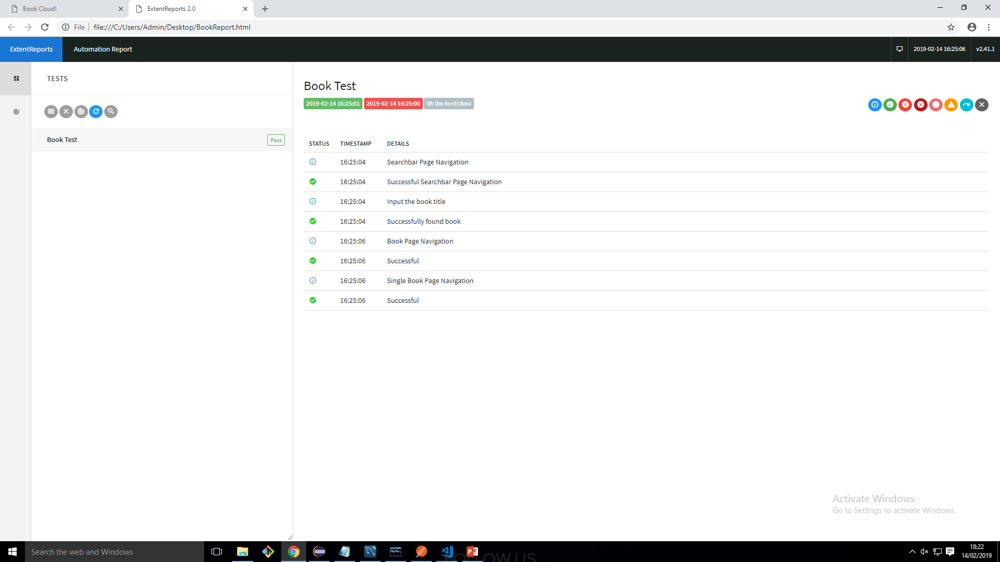 Book Cloud!
ExtentReports 2.0
File
file:///C:/Users/Admin/Desktop/BookReport.html
ExtentReports
Automation Report
2019-02-14 16:25:06
v2.41.1
TESTS
Book Test
Pass
Book Test
2019-02-14 16:25:01 2019-02-14 16:25:06 0h 0m 4s+918ms
STATUS TIMESTAMP DETAILS
16:25:04 Searchbar Page Navigation
16:25:04 Successful Searchbar Page Navigation
16:25:04 Input the book title
16:25:04 Successfully found book
16:25:06 Book Page Navigation
16:25:06 Successful
16:25:06 Single Book Page Navigation
16:25:06 Successful
Activate Windows
Go to Settings to activate Windows.
Search the web and Windows
FOLLOW US
18:22
14/02/2019